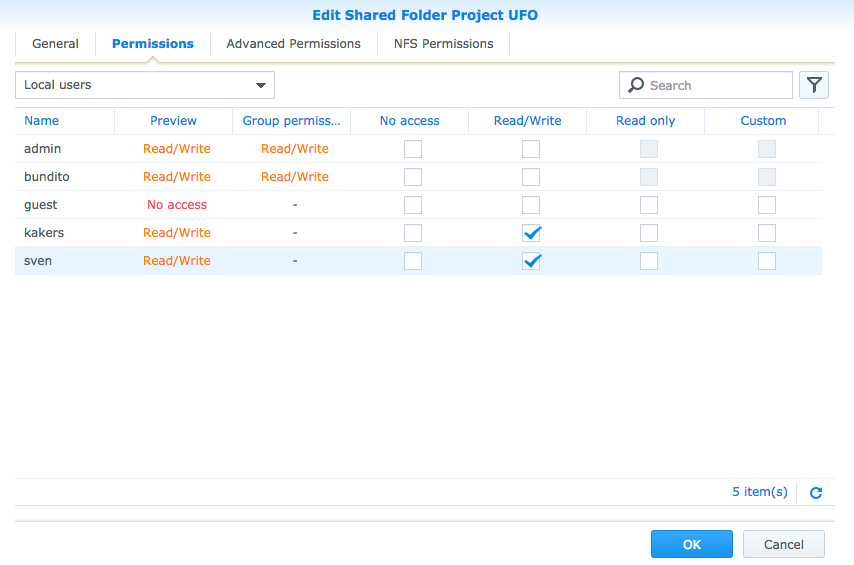 Edit Shared Folder Project UFO
General Permissions Advanced Permissions NFS Permissions
Local users Search
Name Preview Group permiss... No access Read/Write Read only Custom
admin Read/Write Read/Write
bundito Read/Write Read/Write
guest No access -
kakers Read/Write -
sven Read/Write -
5 item(s)
OK Cancel